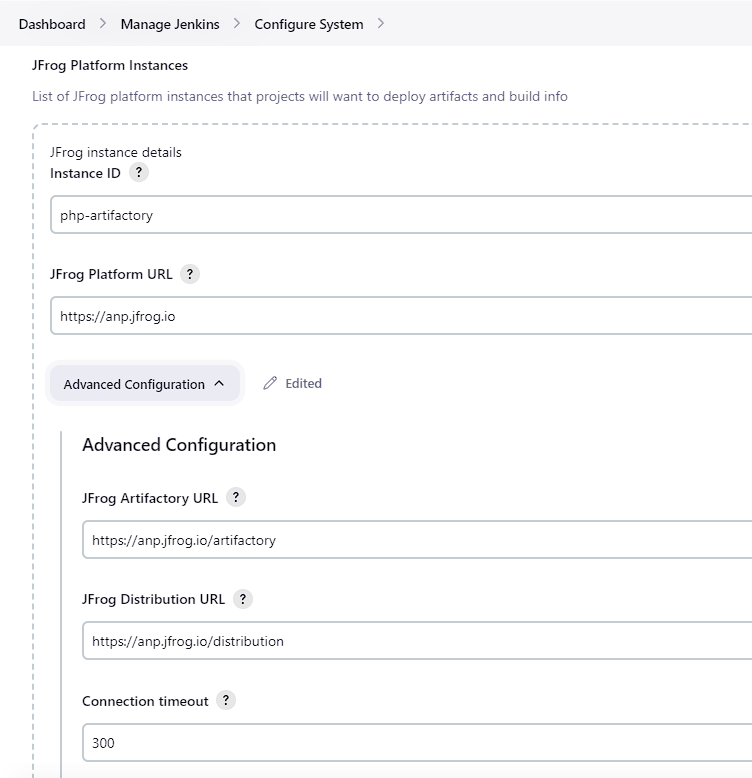 Dashboard > Manage Jenkins > Configure System >
JFrog Platform Instances
List of JFrog platform instances that projects will want to deploy artifacts and build info
JFrog instance details
Instance ID ?
php-artifactory
JFrog Platform URL ?
https://anp.jfrog.io
Advanced Configuration Edited
Advanced Configuration
JFrog Artifactory URL ?
https://anp.jfrog.io/artifactory
JFrog Distribution URL ?
https://anp.jfrog.io/distribution
Connection timeout ?
300